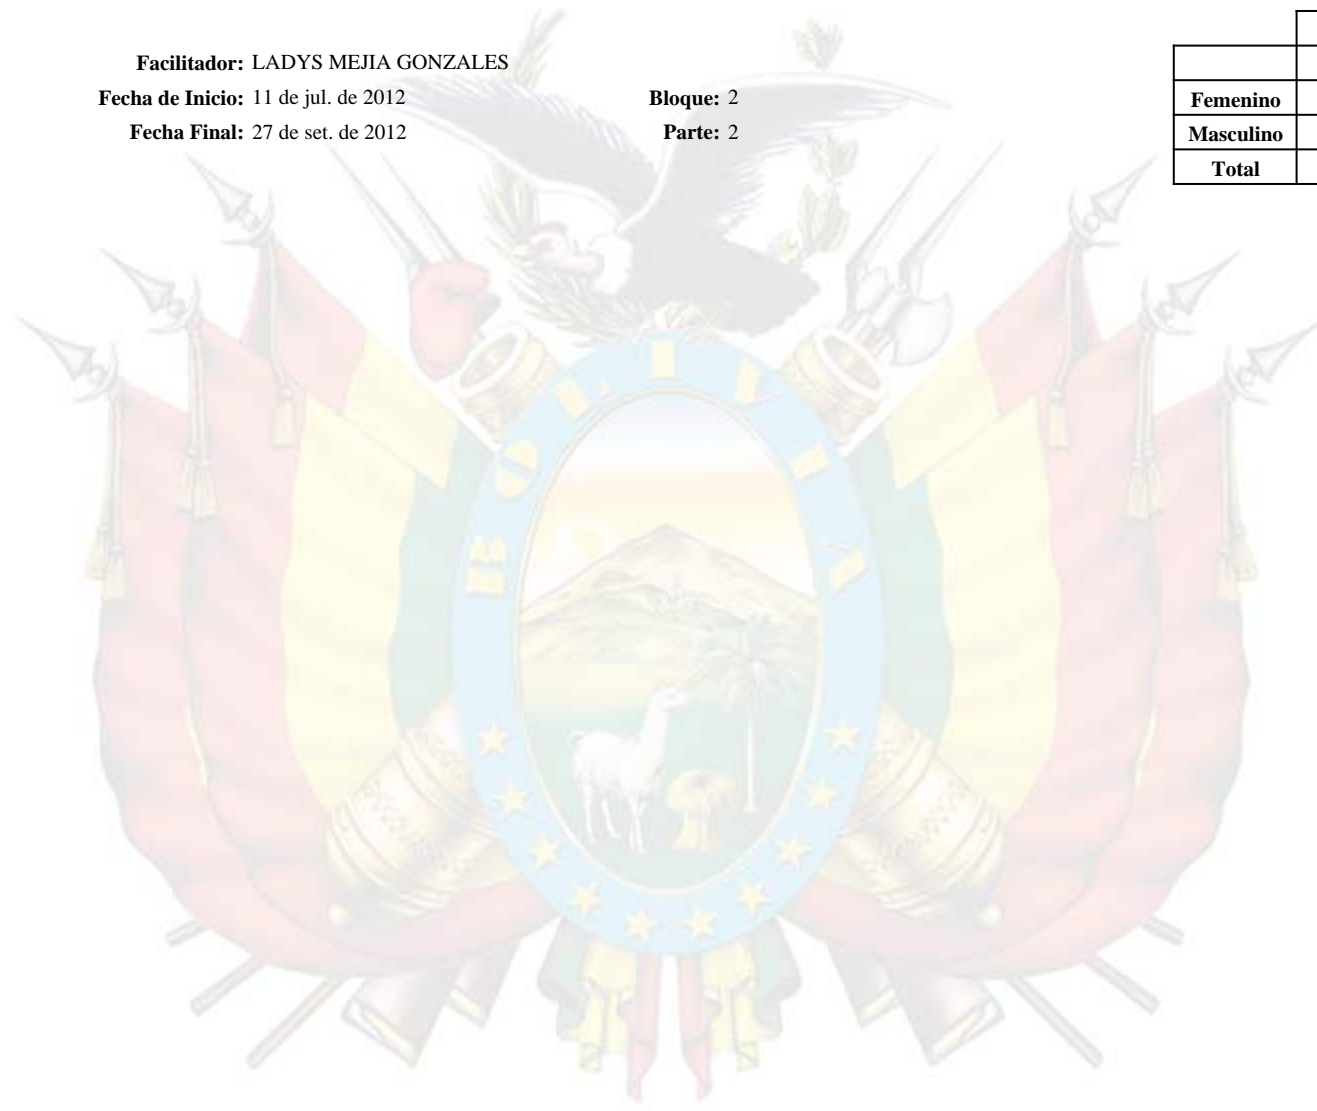 Facilitador: LADYS MEJIA GONZALES
Fecha de Inicio: 11 de jul. de 2012 Bloque: 2
Fecha Final: 27 de set. de 2012 Parte: 2
Femenino
Masculino
Total
BOLIVIA